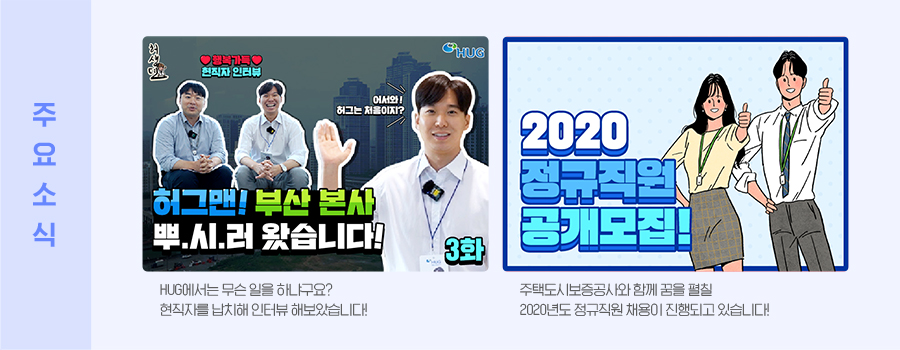 주요소식
허생뎐
♥행복가득♥
현직자 인터뷰
HUG
어서와!
허그는 처음이지?
허그맨! 부산 본사
뿌.시.러 왔습니다!
3화
HUG에서는 무슨 일을 하냐구요?
현직자를 납치해 인터뷰 해보았습니다!
2020
정규직원
공개모집!
주택도시보증공사와 함께 꿈을 펼칠
2020년도 정규직원 채용이 진행되고 있습니다!